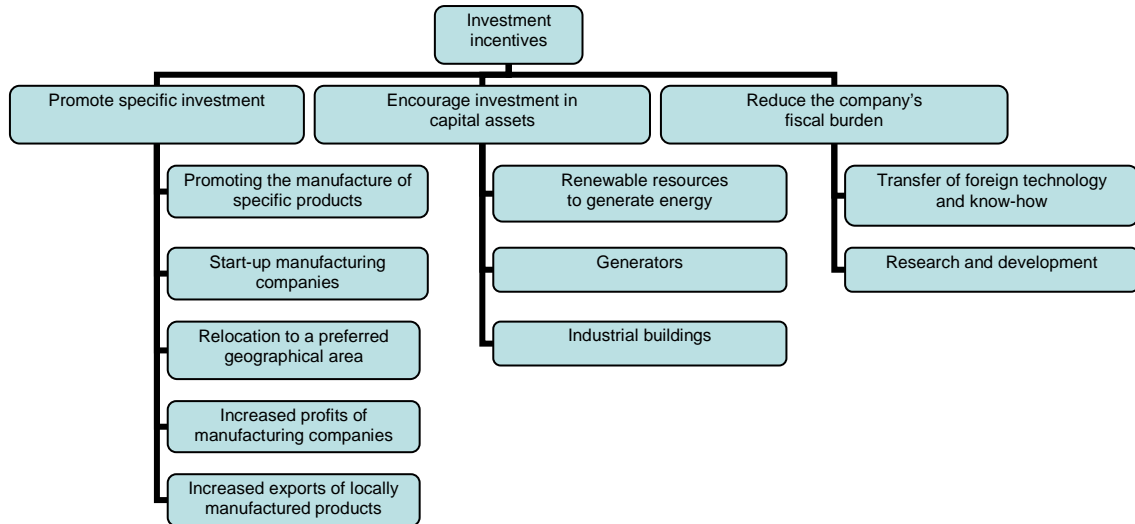 Investment
incentives
Promote specific investment
Encourage investment in
capital assets
Reduce the company's
fiscal burden
Promoting the manufacture of
specific products
Start-up manufacturing
companies
Relocation to a preferred
geographical area
Increased profits of
manufacturing companies
Increased exports of locally
manufactured products
Renewable resources
to generate energy
Generators
Industrial buildings
Transfer of foreign technology
and know-how
Research and development